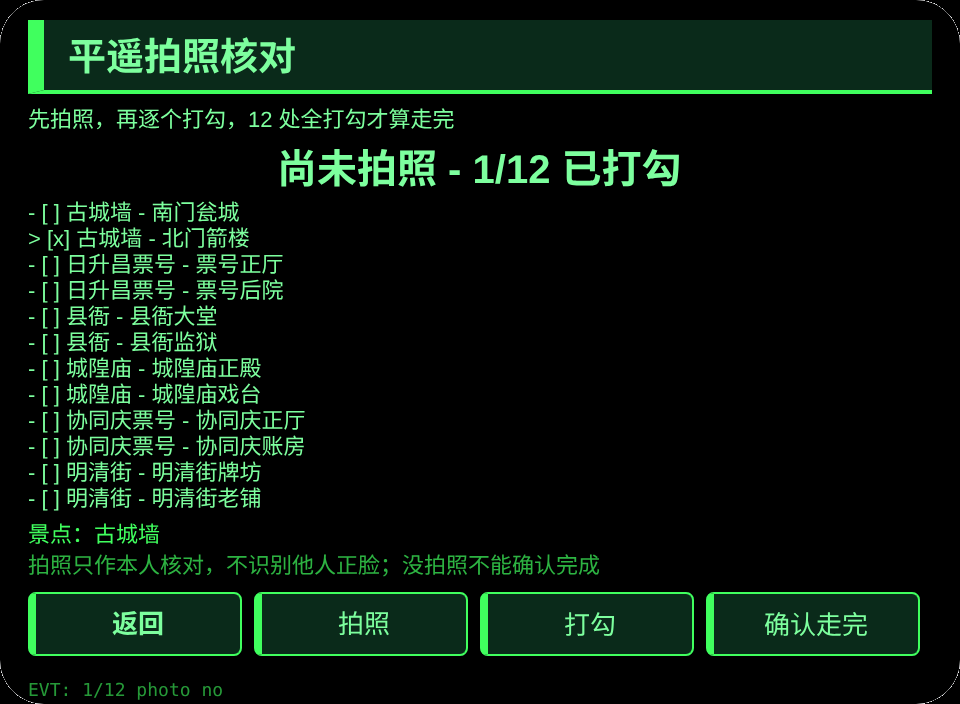 平遥拍照核对
先拍照，再逐个打勾，12 处全打勾才算走完
尚未拍照 - 1/12 已打勾
- [ ] 古城墙 - 南门瓮城
> [x] 古城墙 - 北门箭楼
- [ ] 日升昌票号 - 票号正厅
- [ ] 日升昌票号 - 票号后院
- [ ] 县衙 - 县衙大堂
- [ ] 县衙 - 县衙监狱
- [ ] 城隍庙 - 城隍庙正殿
- [ ] 城隍庙 - 城隍庙戏台
- [ ] 协同庆票号 - 协同庆正厅
- [ ] 协同庆票号 - 协同庆账房
- [ ] 明清街 - 明清街牌坊
- [ ] 明清街 - 明清街老铺
景点：古城墙
拍照只作本人核对，不识别他人正脸；没拍照不能确认完成
返回
拍照
打勾
确认走完
EVT: 1/12 photo no